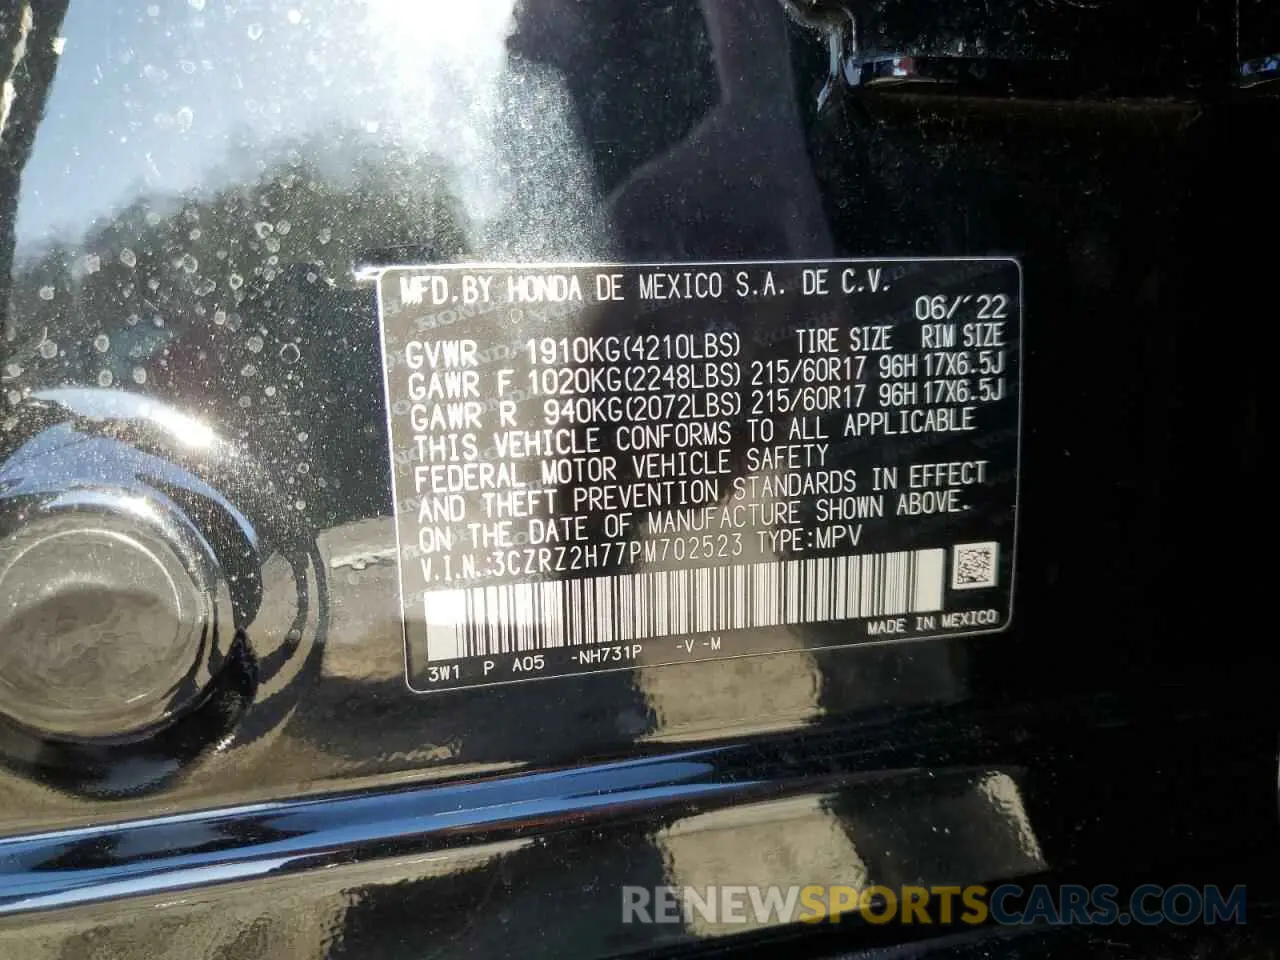 MFD.BY HONDA DE MEXICO S.A. DE C.V.
06/'22
GVWR 1910KG(4210LBS) TIRE SIZE RIM SIZE
GAWR F 1020KG(2248LBS) 215/60R17 96H 17X6.5J
GAWR R 940KG(2072LBS) 215/60R17 96H 17X6.5J
THIS VEHICLE CONFORMS TO ALL APPLICABLE
FEDERAL MOTOR VEHICLE SAFETY
AND THEFT PREVENTION STANDARDS IN EFFECT
ON THE DATE OF MANUFACTURE SHOWN ABOVE.
V.I.N.:3CZRZ2H77PM702523 TYPE:MPV
MADE IN MEXICO
3W1 P A05 -NH731P -V -M
RENEWSPORTSCARS.COM